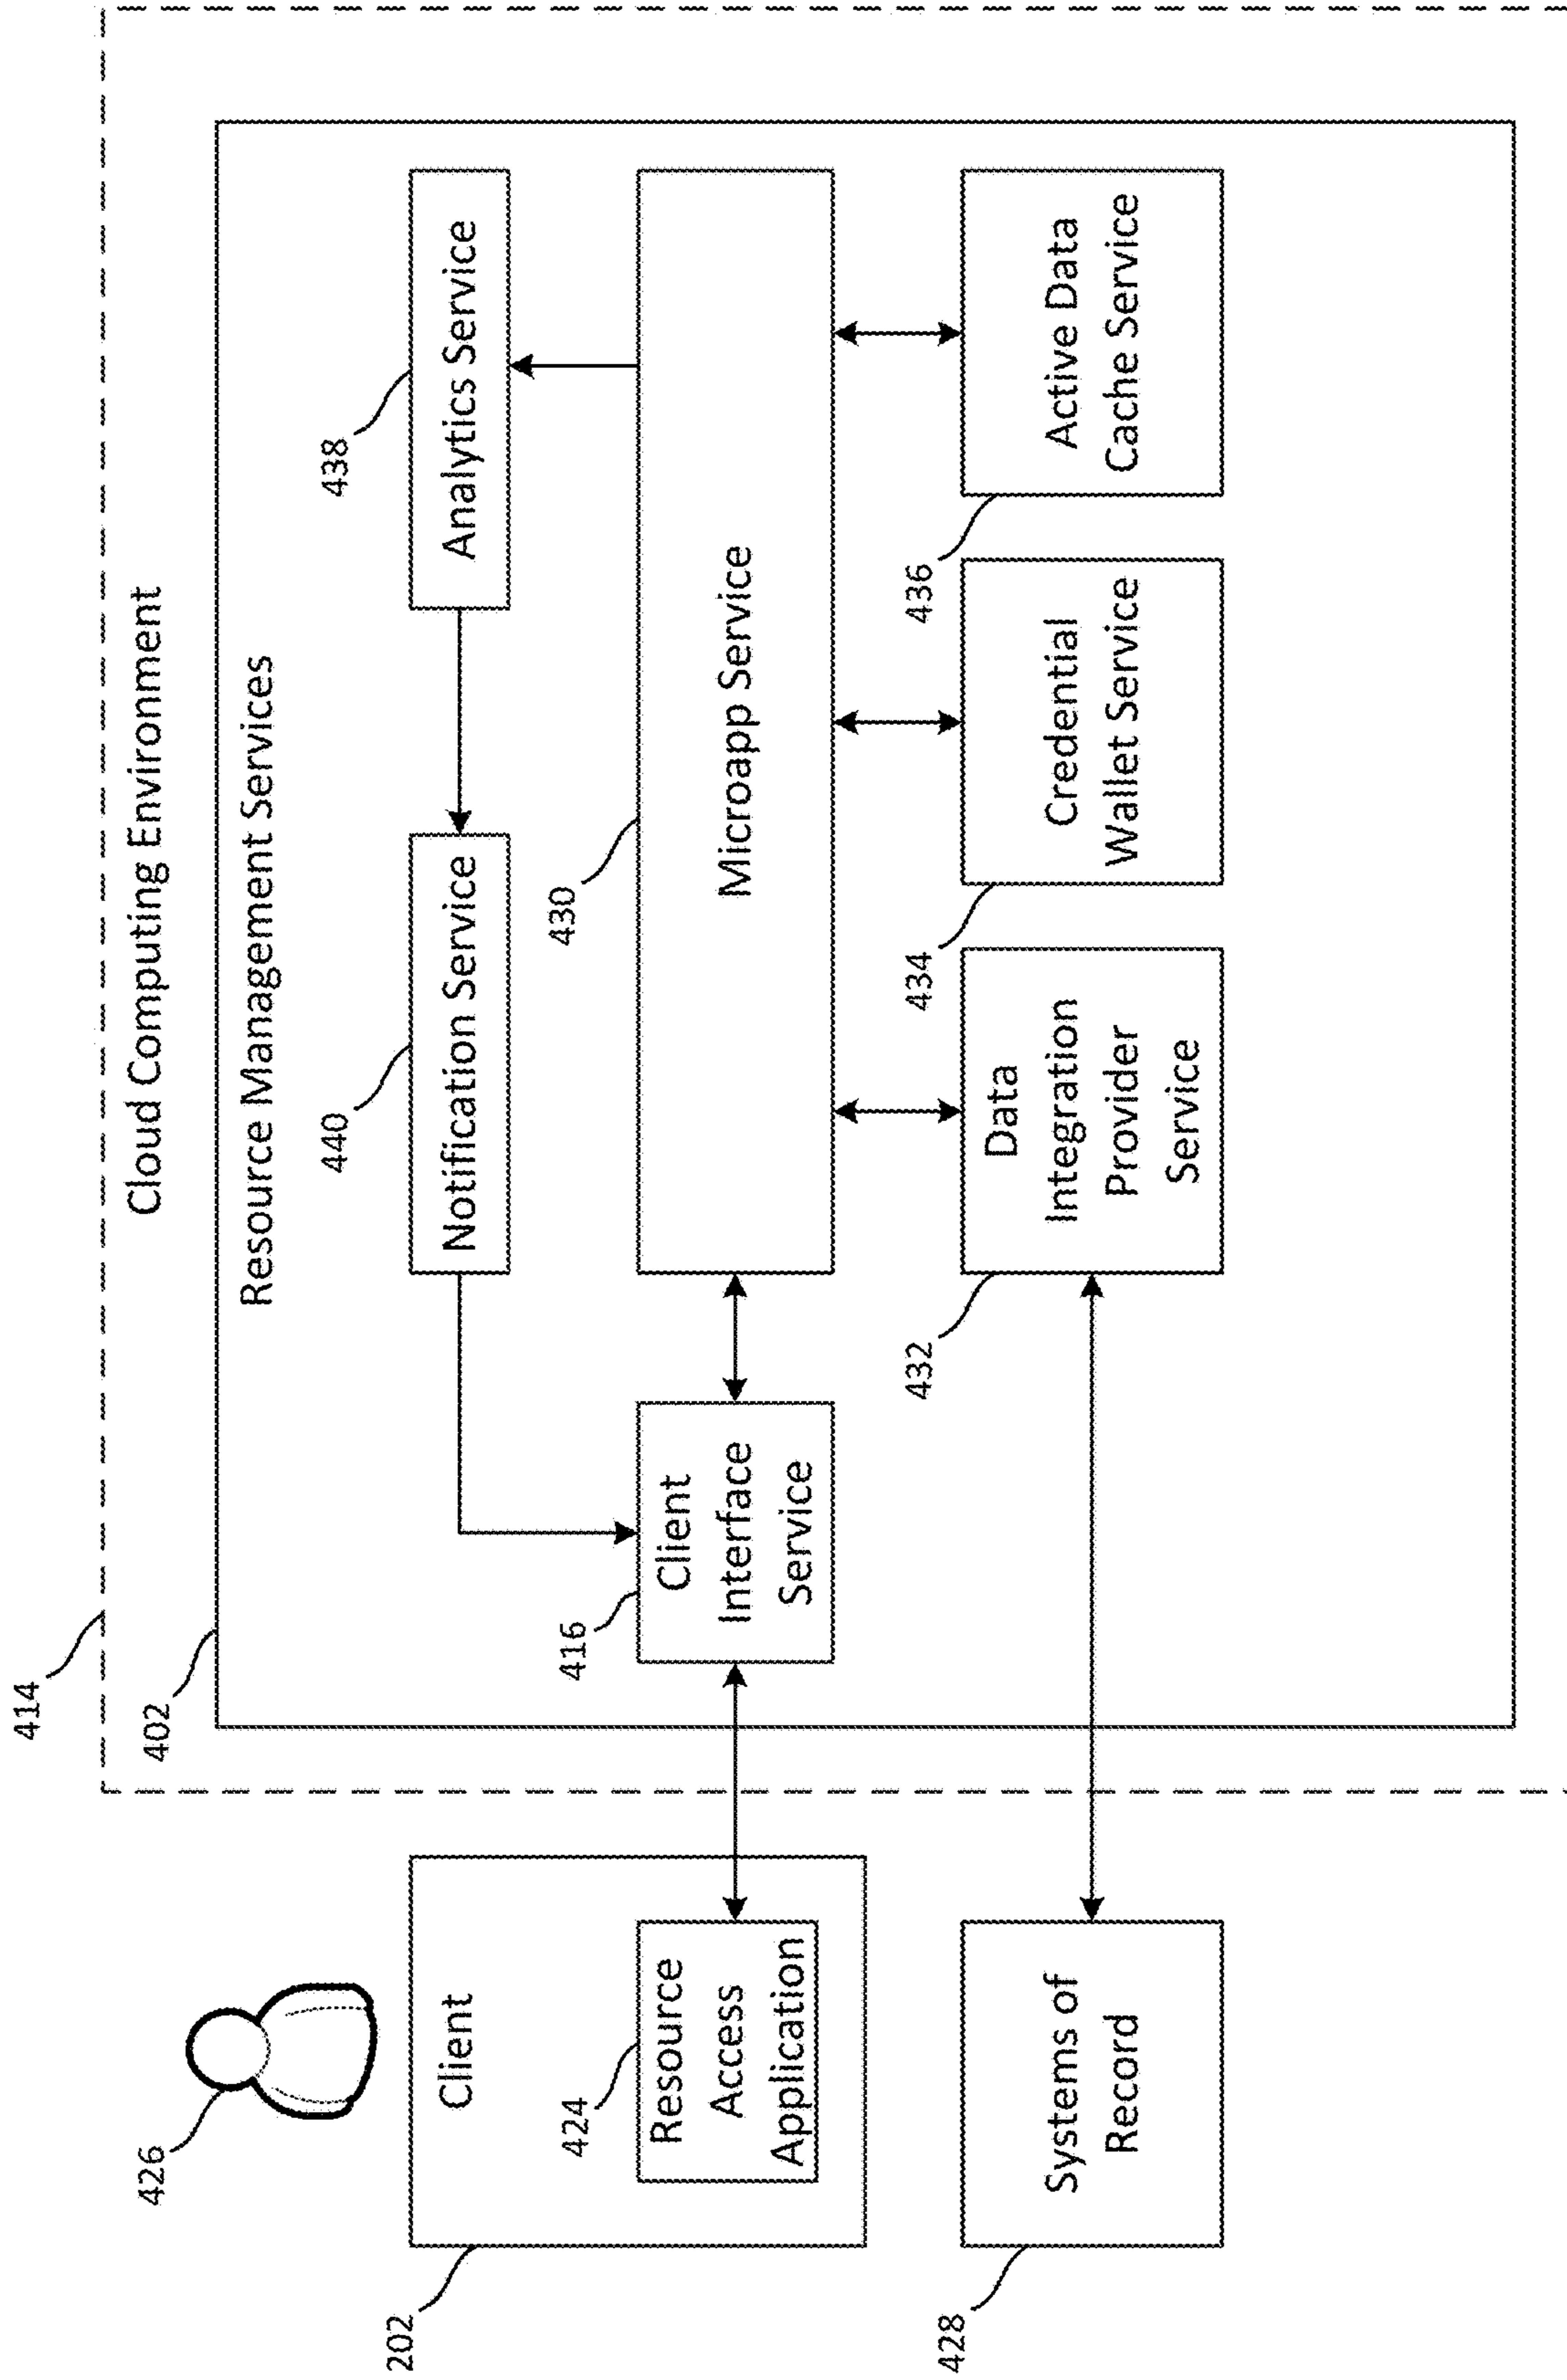 414
Cloud Computing Environment
402
Resource Management Services
426
202
Client
424
Resource
Access
Application
440
Notification Service
438
Analytics Service
416
Client
Interface
Service
430
Microapp Service
428
Systems of
Record
432
Data
Integration
Provider
Service
434
Credential
Wallet Service
436
Active Data
Cache Service